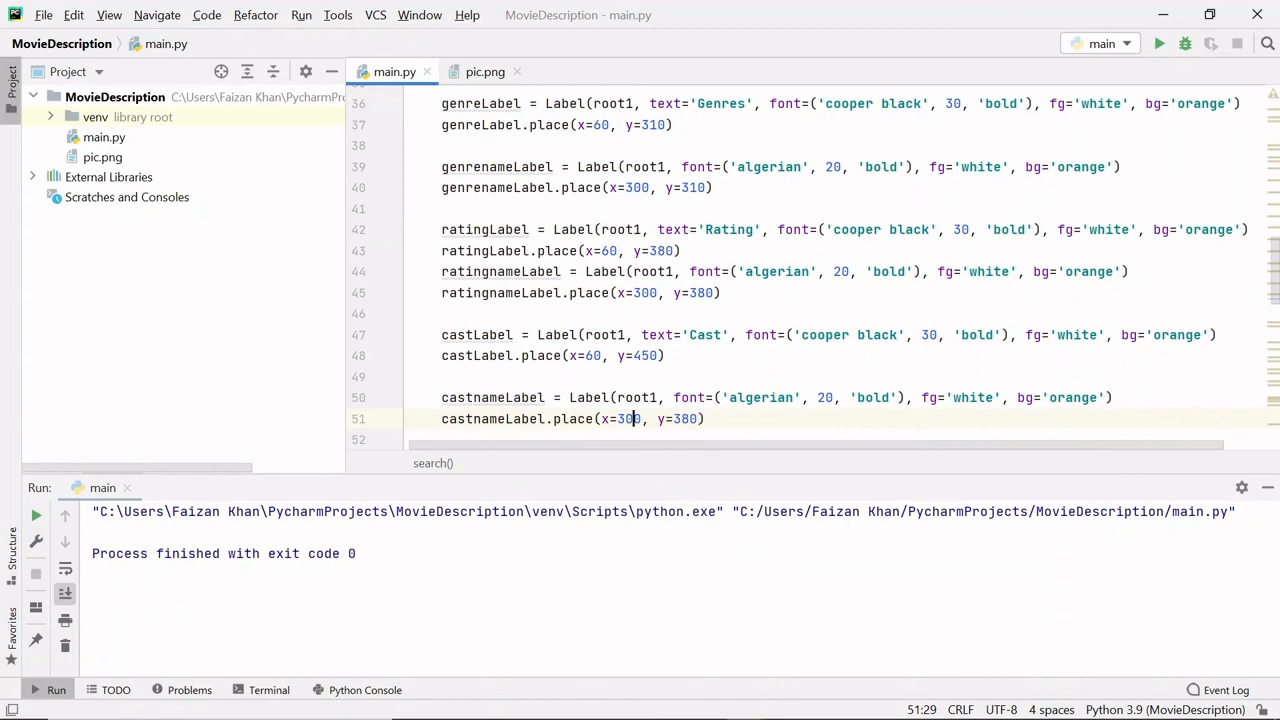 File Edit View Navigate Code Refactor Run Tools VCS Window Help MovieDescription - main.py
MovieDescription main.py main
Project
Project main.py pic.png
MovieDescription C:\Users\Faizan Khan\PycharmProjects\MovieDescription
venv library root
main.py
pic.png
External Libraries
Scratches and Consoles
36 genreLabel = Label(root1, text='Genres', font=('cooper black', 30, 'bold'), fg='white', bg='orange')
37 genreLabel.place(x=60, y=310)
38
39 genrenameLabel = Label(root1, font=('algerian', 20, 'bold'), fg='white', bg='orange')
40 genrenameLabel.place(x=300, y=310)
41
42 ratingLabel = Label(root1, text='Rating', font=('cooper black', 30, 'bold'), fg='white', bg='orange')
43 ratingLabel.place(x=60, y=380)
44 ratingnameLabel = Label(root1, font=('algerian', 20, 'bold'), fg='white', bg='orange')
45 ratingnameLabel.place(x=300, y=380)
46
47 castLabel = Label(root1, text='Cast', font=('cooper black', 30, 'bold'), fg='white', bg='orange')
48 castLabel.place(x=60, y=450)
49
50 castnameLabel = Label(root1, font=('algerian', 20, 'bold'), fg='white', bg='orange')
51 castnameLabel.place(x=300, y=380)
52
search()
Run: main
"C:\Users\Faizan Khan\PycharmProjects\MovieDescription\venv\Scripts\python.exe" "C:/Users/Faizan Khan/PycharmProjects/MovieDescription/main.py"
Process finished with exit code 0
Structure
Favorites
Run TODO Problems Terminal Python Console Event Log
51:29 CRLF UTF-8 4 spaces Python 3.9 (MovieDescription)